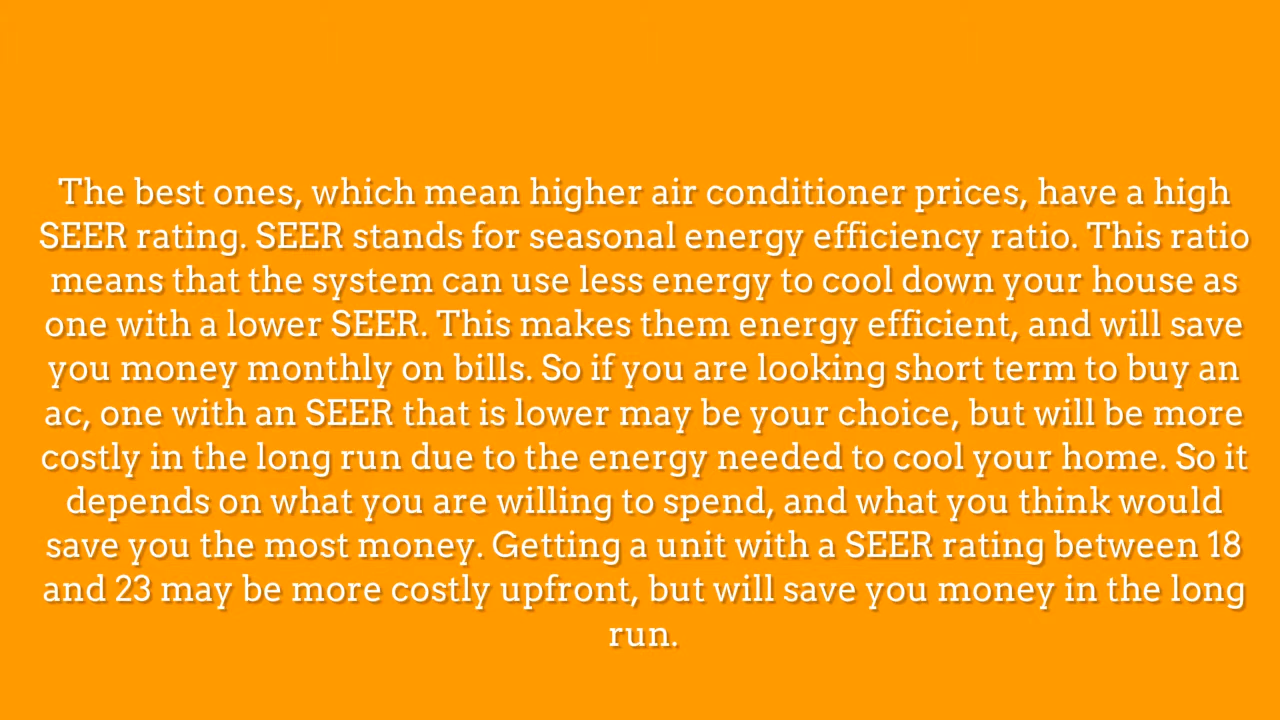 The best ones, which mean higher air conditioner prices, have a high
SEER rating. SEER stands for seasonal energy efficiency ratio. This ratio
means that the system can use less energy to cool down your house as
one with a lower SEER. This makes them energy efficient, and will save
you money monthly on bills. So if you are looking short term to buy an
ac, one with an SEER that is lower may be your choice, but will be more
costly in the long run due to the energy needed to cool your home. So it
depends on what you are willing to spend, and what you think would
save you the most money. Getting a unit with a SEER rating between 18
and 23 may be more costly upfront, but will save you money in the long
run.